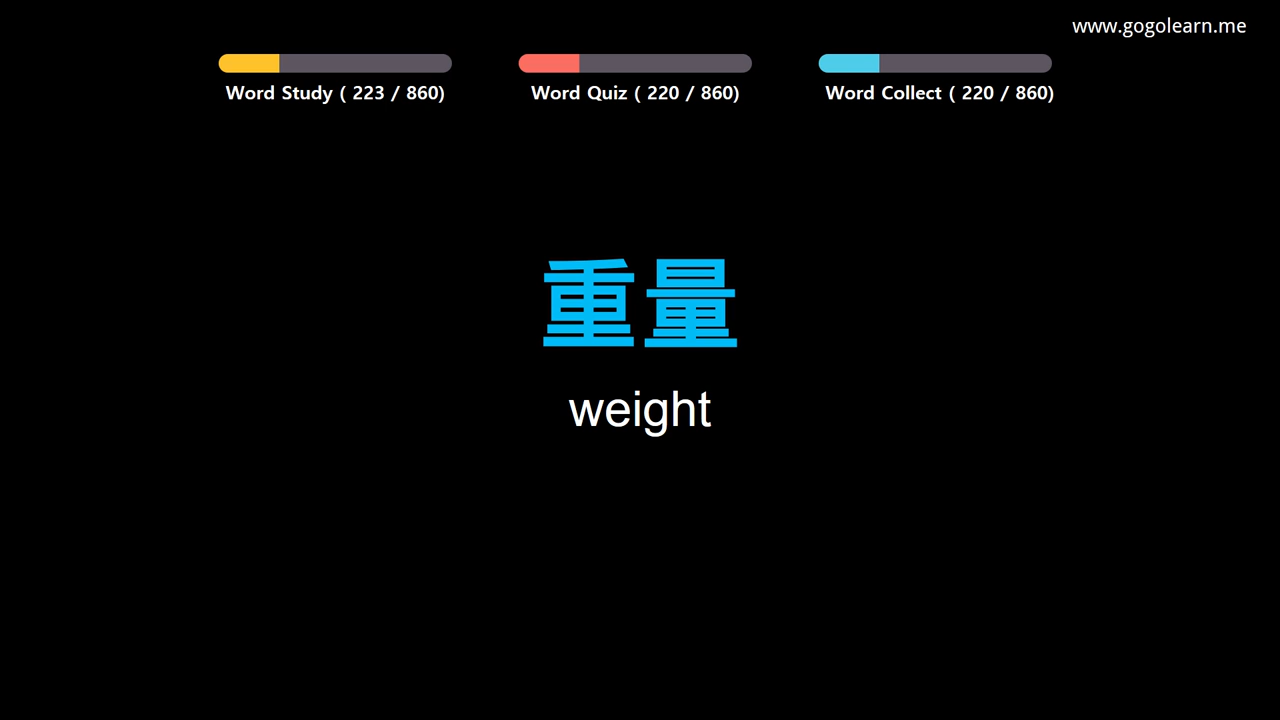 www.gogolearn.me
Word Study ( 223 / 860)
Word Quiz ( 220 / 860)
Word Collect ( 220 / 860)
重量
weight